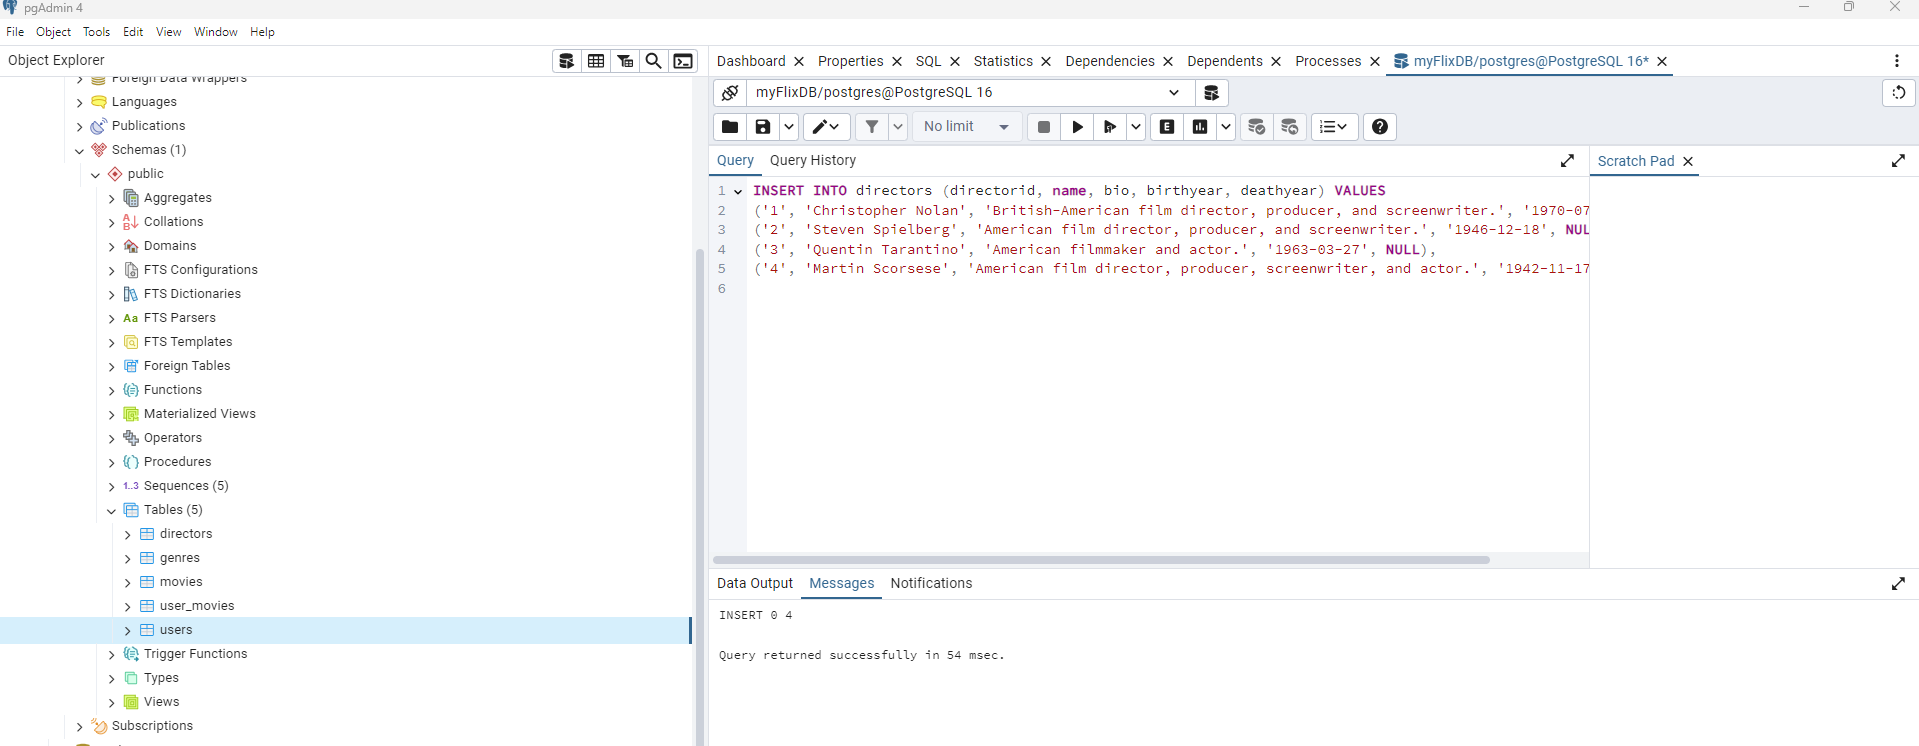 pgAdmin 4
File Object Tools Edit View Window Help
Object Explorer
Foreign Data Wrappers
Languages
Publications
Schemas (1)
public
Aggregates
Collations
Domains
FTS Configurations
FTS Dictionaries
Aa FTS Parsers
FTS Templates
Foreign Tables
Functions
Materialized Views
Operators
Procedures
1..3 Sequences (5)
Tables (5)
directors
genres
movies
user_movies
users
Trigger Functions
Types
Views
Subscriptions
Dashboard Properties SQL Statistics Dependencies Dependents Processes myFlixDB/postgres@PostgreSQL 16*
myFlixDB/postgres@PostgreSQL 16
No limit
Query Query History
Scratch Pad
1 INSERT INTO directors (directorid, name, bio, birthyear, deathyear) VALUES
2 ('1', 'Christopher Nolan', 'British-American film director, producer, and screenwriter.', '1970-07
3 ('2', 'Steven Spielberg', 'American film director, producer, and screenwriter.', '1946-12-18', NUL
4 ('3', 'Quentin Tarantino', 'American filmmaker and actor.', '1963-03-27', NULL),
5 ('4', 'Martin Scorsese', 'American film director, producer, screenwriter, and actor.', '1942-11-17
6
Data Output Messages Notifications
INSERT 0 4
Query returned successfully in 54 msec.